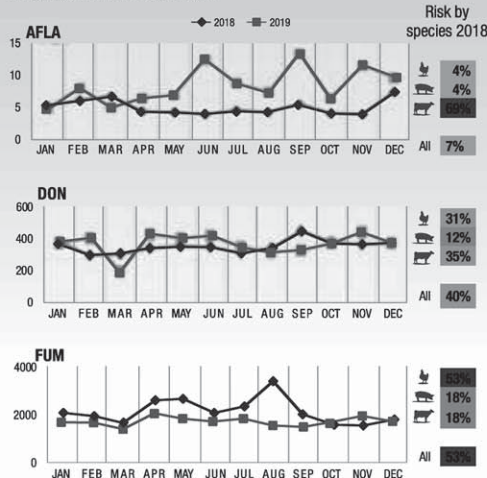 2018 2019
Risk by
species 2018
AFLA
15
10
5
0
JAN FEB MAR APR MAY JUN JUL AUG SEP OCT NOV DEC
4%
4%
69%
All 7%
DON
600
400
200
0
JAN FEB MAR APR MAY JUN JUL AUG SEP OCT NOV DEC
31%
12%
35%
All 40%
FUM
4000
2000
0
JAN FEB MAR APR MAY JUN JUL AUG SEP OCT NOV DEC
53%
18%
18%
All 53%